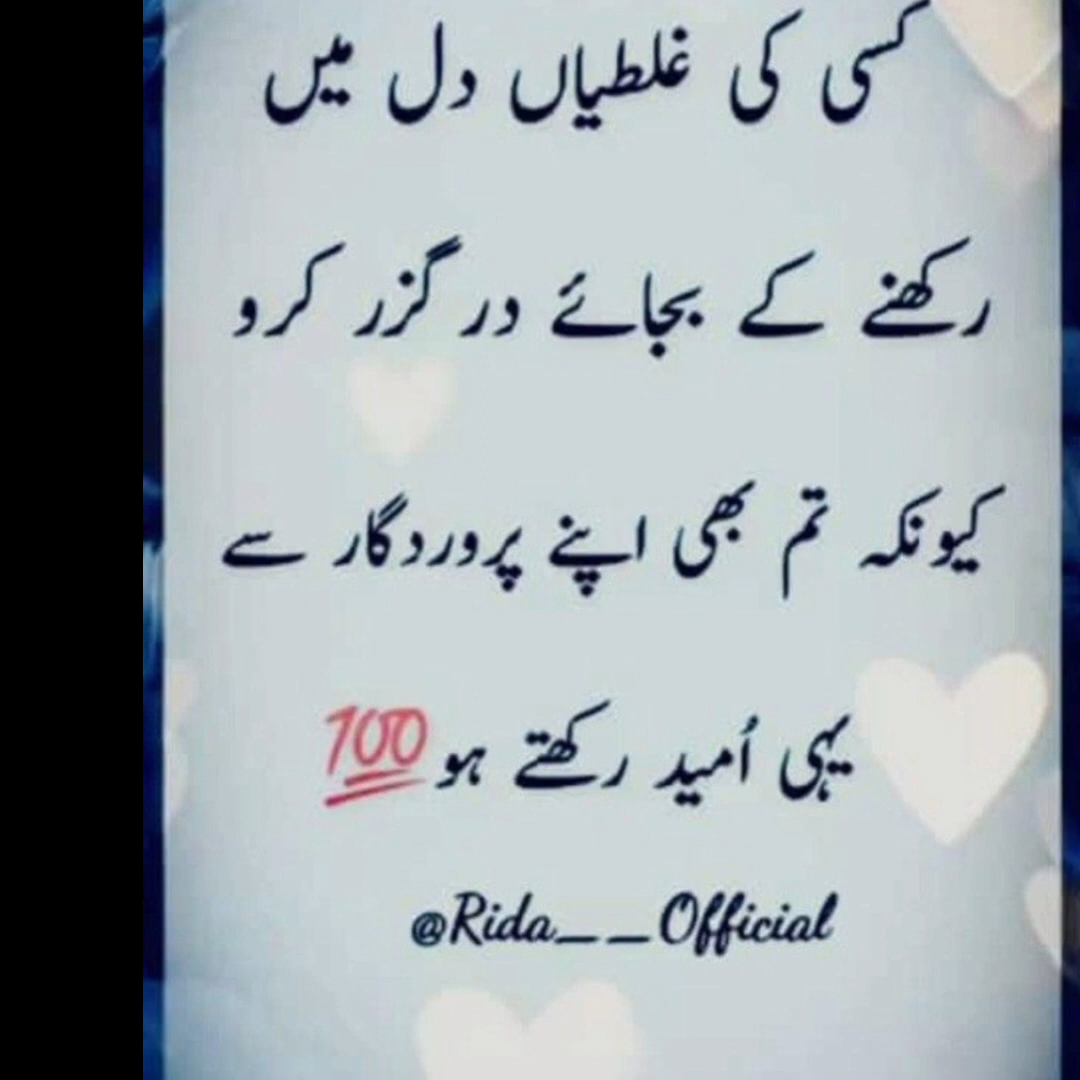 کسی کی غلطیاں دل میں
رکھنے کے بجائے در گزر کرو
کیونکہ تم بھی اپنے پروردگار سے
یہی اُمید رکھتے ہو 💯
@Rida__Official